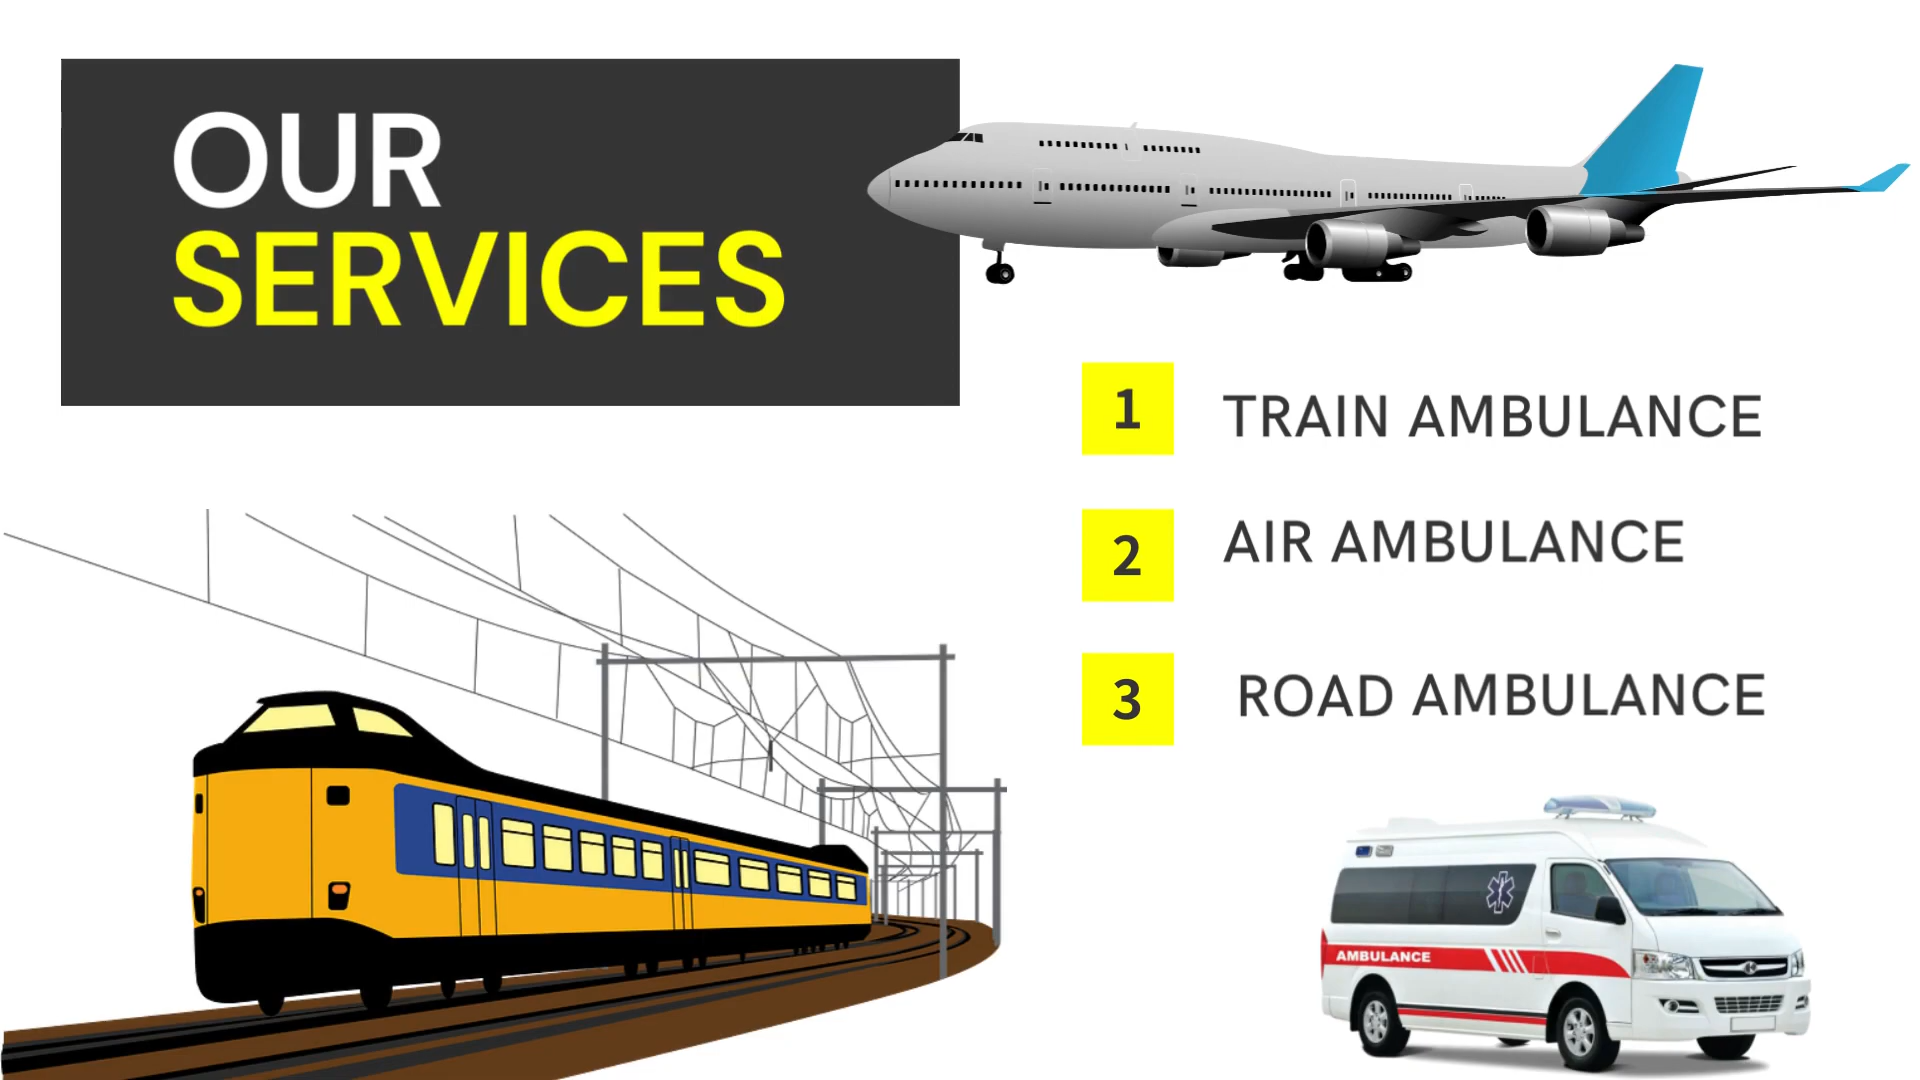 OUR
SERVICES
1 TRAIN AMBULANCE
2 AIR AMBULANCE
3 ROAD AMBULANCE
AMBULANCE